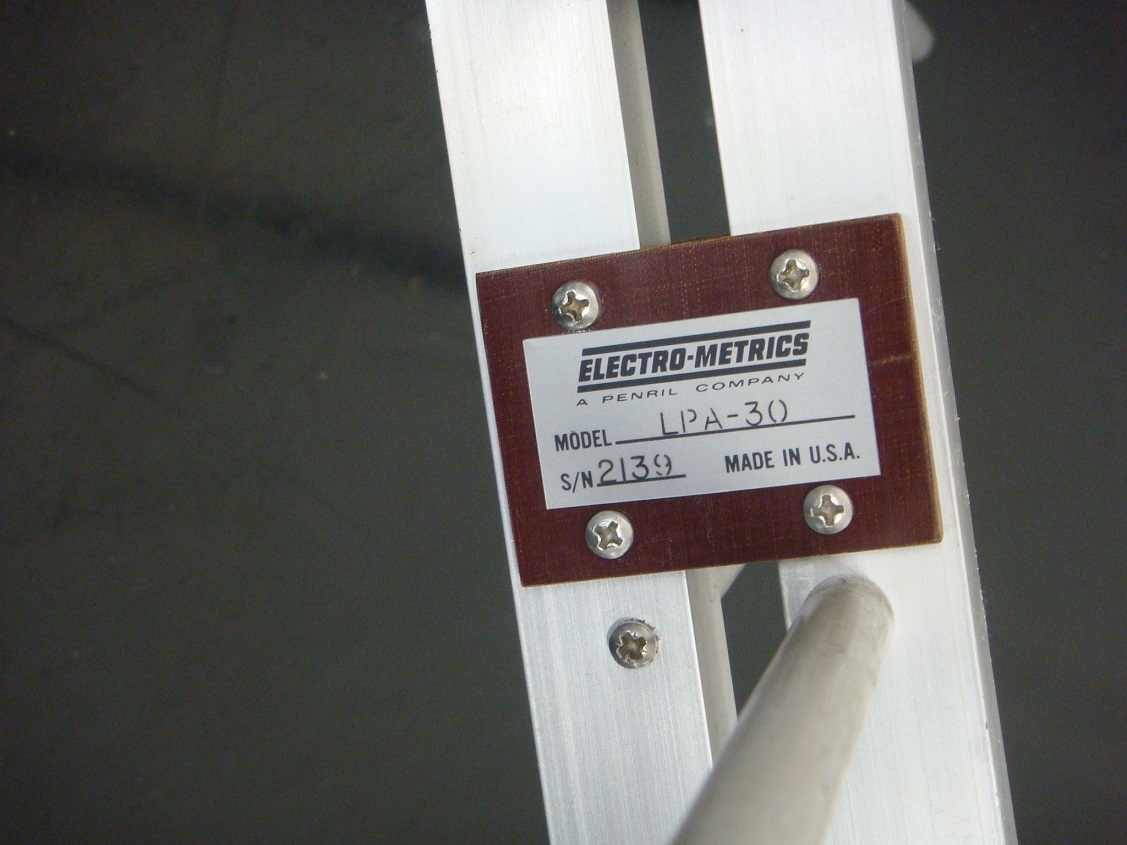 ELECTRO-METRICS
A PENRIL COMPANY
MODEL LPA-30
S/N 2139 MADE IN U.S.A.